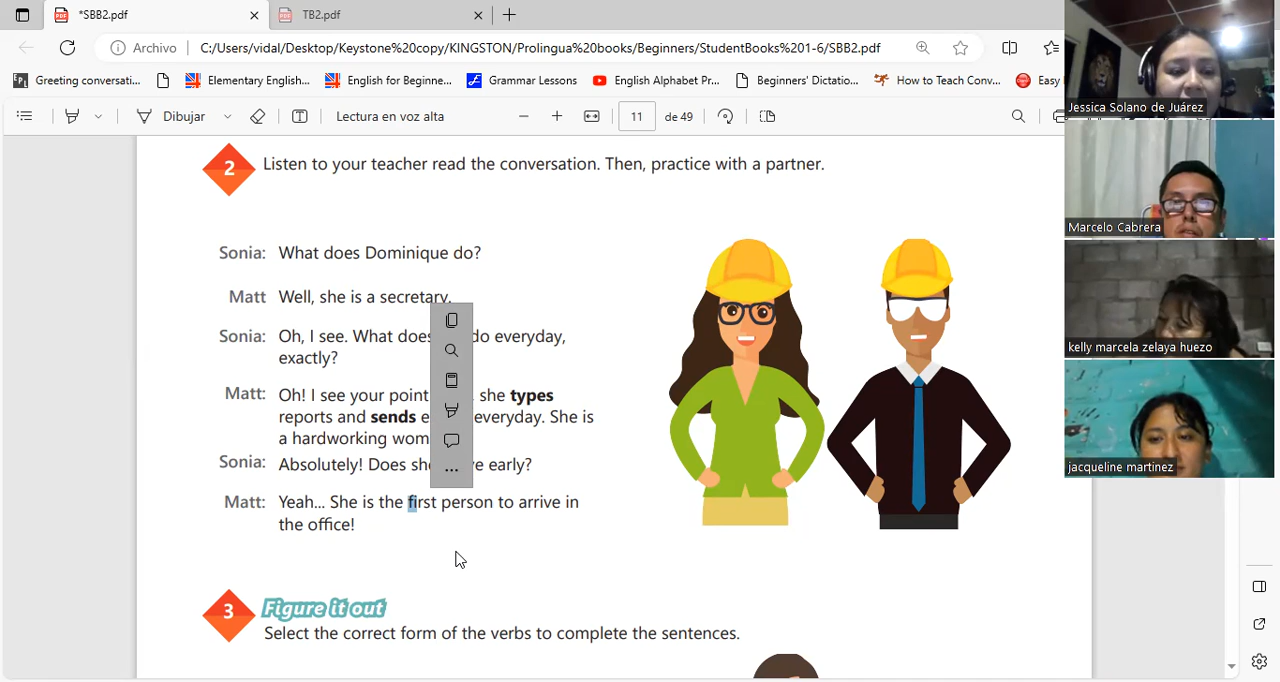 *SBB2.pdf
TB2.pdf
Archivo
C:/Users/vidal/Desktop/Keystone%20copy/KINGSTON/Prolingua%20books/Beginners/StudentBooks%201-6/SBB2.pdf
Greeting conversati...
Elementary English...
English for Beginne...
Grammar Lessons
English Alphabet Pr...
Beginners' Dictatio...
How to Teach Conv...
Easy
Dibujar
Lectura en voz alta
11
de 49
2
Listen to your teacher read the conversation. Then, practice with a partner.
Sonia: What does Dominique do?
Matt Well, she is a secretary.
Sonia: Oh, I see. What does do everyday,
exactly?
Matt: Oh! I see your point she types
reports and sends everyday. She is
a hardworking
Sonia: Absolutely! Does early?
Matt: Yeah... She is the first person to arrive in
the office!
3
Figure it out
Select the correct form of the verbs to complete the sentences.
Jessica Solano de Juárez
Marcelo Cabrera
kelly marcela zelaya huezo
jacqueline martinez